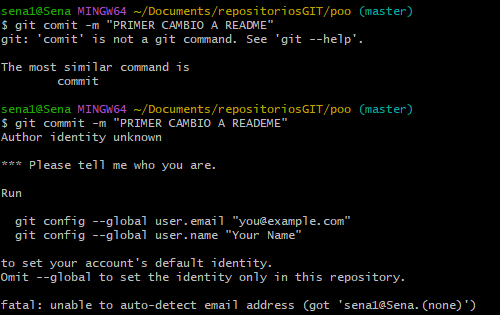 sena1@Sena MINGW64 ~/Documents/repositoriosGIT/poo (master)
$ git comit -m "PRIMER CAMBIO A README"
git: 'comit' is not a git command. See 'git --help'.
The most similar command is
commit
sena1@Sena MINGW64 ~/Documents/repositoriosGIT/poo (master)
$ git commit -m "PRIMER CAMBIO A READEME"
Author identity unknown
*** Please tell me who you are.
Run
git config --global user.email "you@example.com"
git config --global user.name "Your Name"
to set your account's default identity.
Omit --global to set the identity only in this repository.
fatal: unable to auto-detect email address (got 'sena1@Sena.(none)')